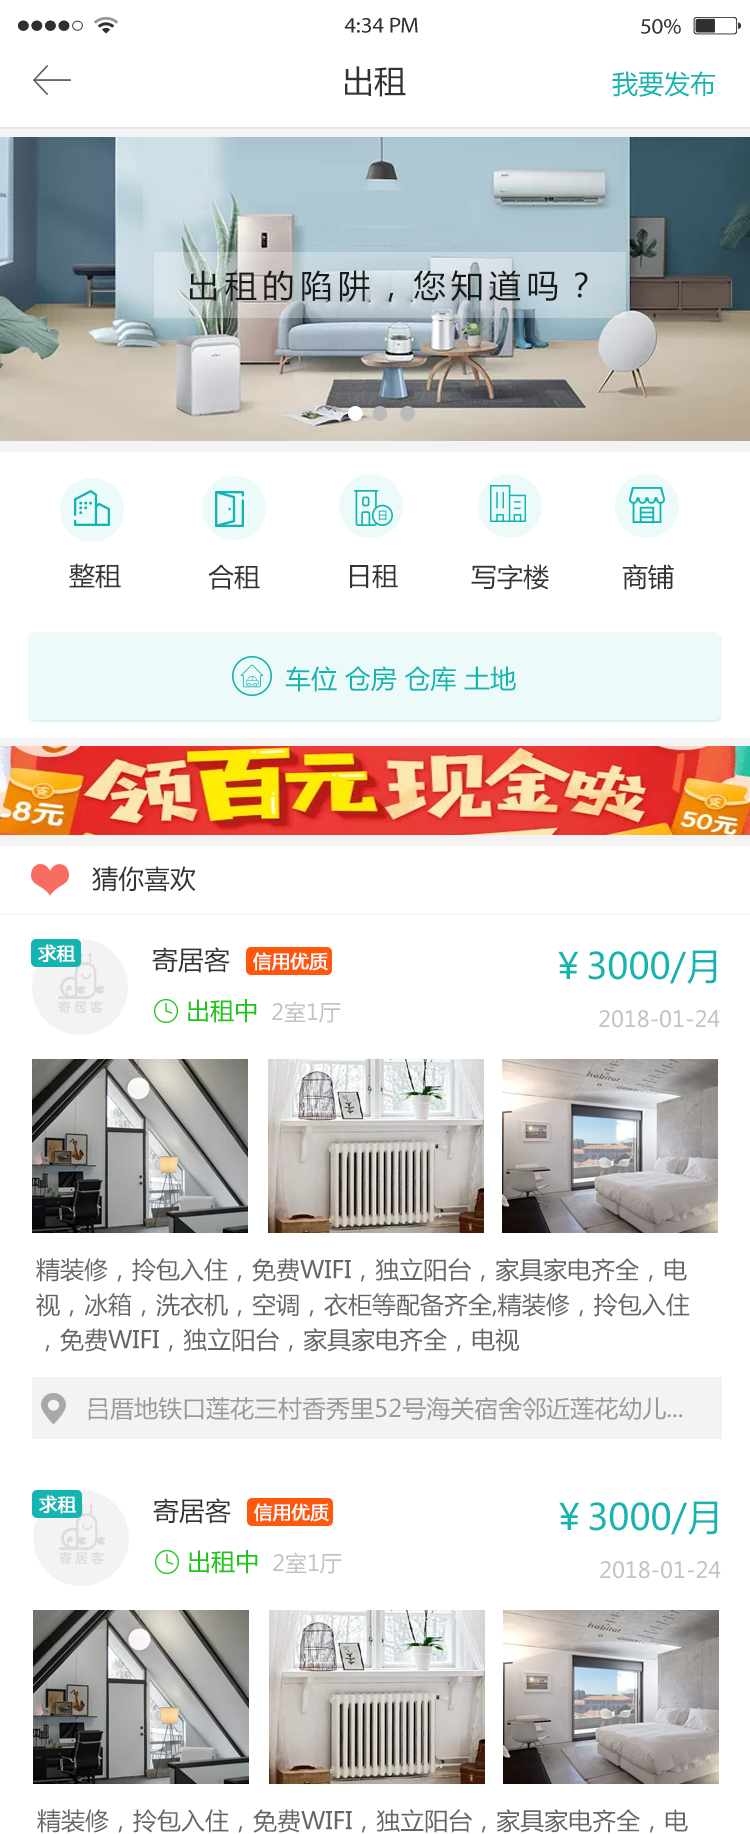 4:34 PM
50%
出租
我要发布
出租的陷阱，您知道吗？
整租
合租
日
日租
写字楼
商铺
车位 仓房 仓库 土地
领百元现金啦
8元
50元
猜你喜欢
求租
寄居客
寄居客
信用优质
¥ 3000/月
出租中
2室1厅
2018-01-24
habitat
精装修，拎包入住，免费WIFI，独立阳台，家具家电齐全，电
视，冰箱，洗衣机，空调，衣柜等配备齐全,精装修，拎包入住
，免费WIFI，独立阳台，家具家电齐全，电视
吕厝地铁口莲花三村香秀里52号海关宿舍邻近莲花幼儿...
求租
寄居客
寄居客
信用优质
¥ 3000/月
出租中
2室1厅
2018-01-24
habitat
精装修，拎包入住，免费WIFI，独立阳台，家具家电齐全，电